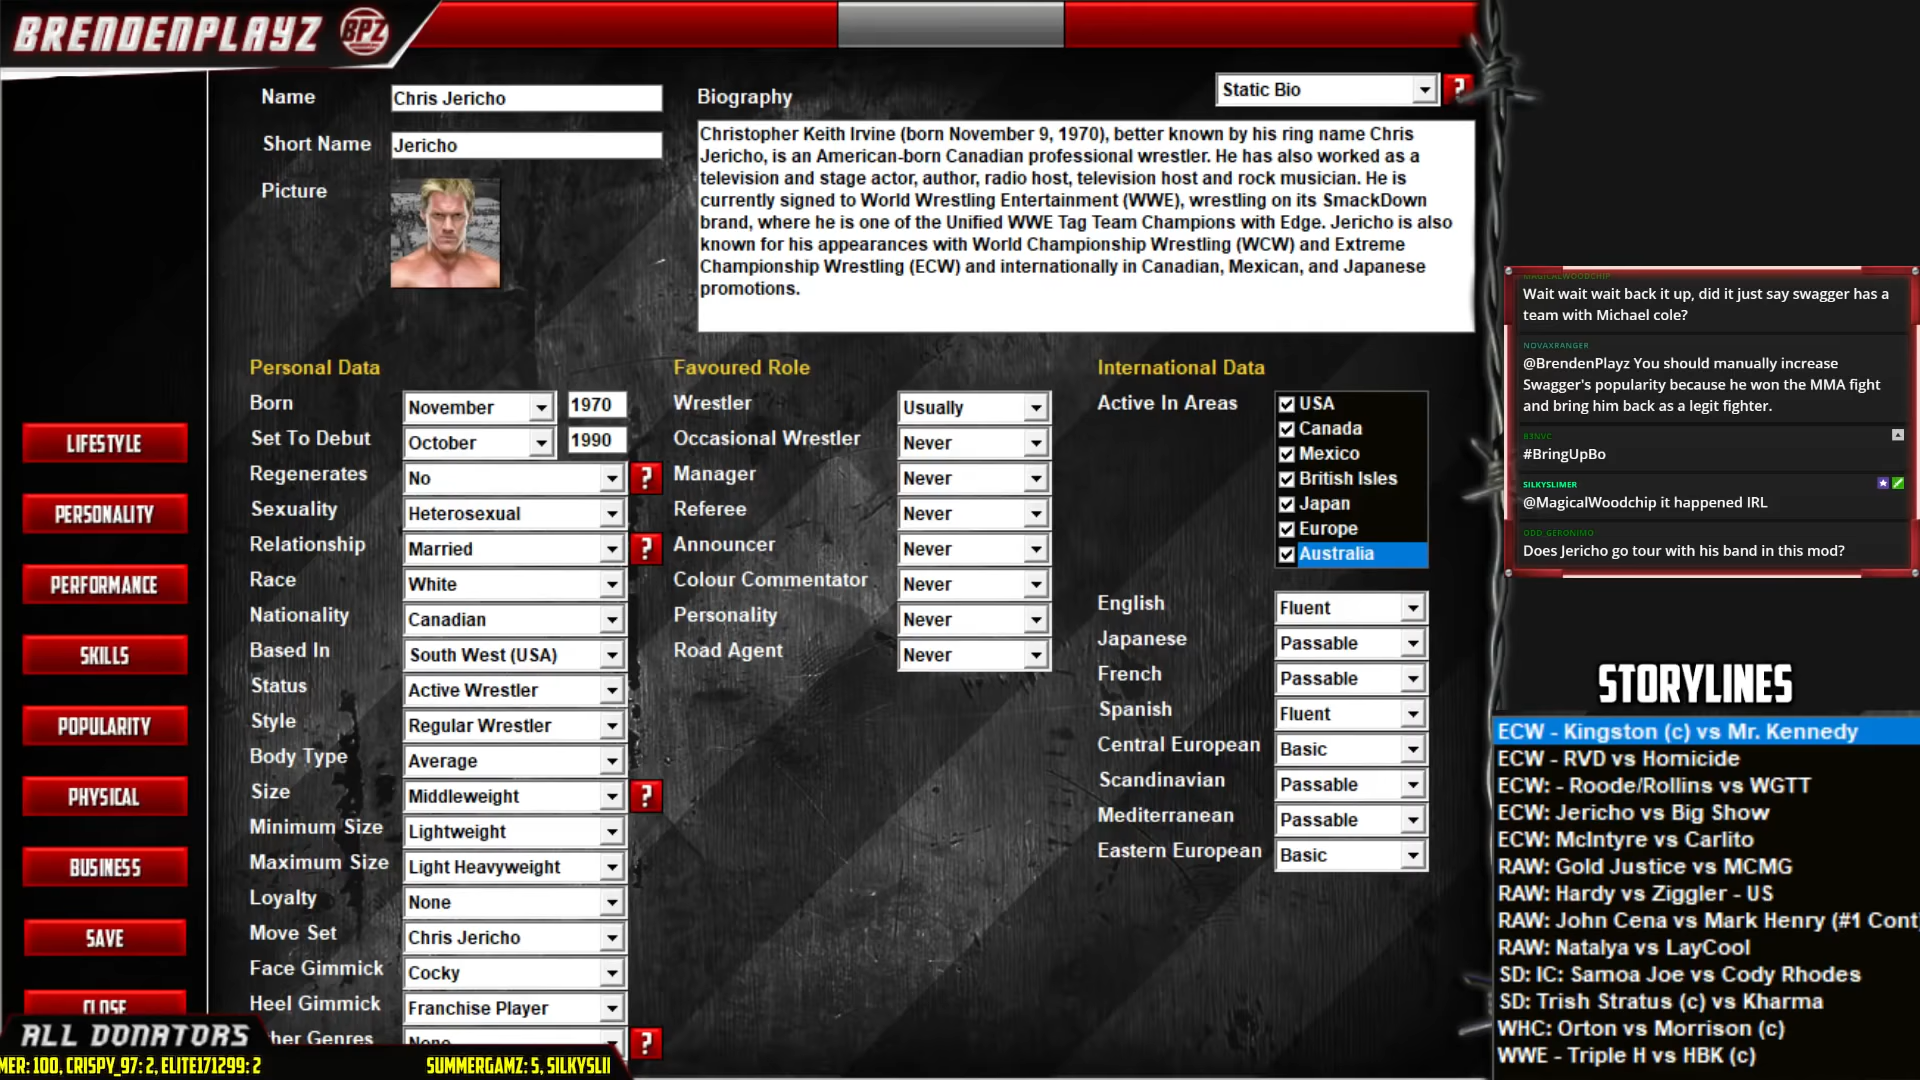 BRENDENPLAYZ
BPZ
Name
Chris Jericho
Short Name
Jericho
Picture
Biography
Static Bio
?
Christopher Keith Irvine (born November 9, 1970), better known by his ring name Chris
Jericho, is an American-born Canadian professional wrestler. He has also worked as a
television and stage actor, author, radio host, television host and rock musician. He is
currently signed to World Wrestling Entertainment (WWE), wrestling on its SmackDown
brand, where he is one of the Unified WWE Tag Team Champions with Edge. Jericho is also
known for his appearances with World Championship Wrestling (WCW) and Extreme
Championship Wrestling (ECW) and internationally in Canadian, Mexican, and Japanese
promotions.
LIFESTYLE
PERSONALITY
PERFORMANCE
SKILLS
POPULARITY
PHYSICAL
BUSINESS
SAVE
CLOSE
Personal Data
Born November 1970
Set To Debut October 1990
Regenerates No ?
Sexuality Heterosexual
Relationship Married ?
Race White
Nationality Canadian
Based In South West (USA)
Status Active Wrestler
Style Regular Wrestler
Body Type Average
Size Middleweight ?
Minimum Size Lightweight
Maximum Size Light Heavyweight
Loyalty None
Move Set Chris Jericho
Face Gimmick Cocky
Heel Gimmick Franchise Player
her Genres None ?
Favoured Role
Wrestler Usually
Occasional Wrestler Never
Manager Never
Referee Never
Announcer Never
Colour Commentator Never
Personality Never
Road Agent Never
International Data
Active In Areas
USA
Canada
Mexico
British Isles
Japan
Europe
Australia
English Fluent
Japanese Passable
French Passable
Spanish Fluent
Central European Basic
Scandinavian Passable
Mediterranean Passable
Eastern European Basic
MAGICALWOODCHIP
Wait wait wait back it up, did it just say swagger has a
team with Michael cole?
NOVAXRANGER
@BrendenPlayz You should manually increase
Swagger's popularity because he won the MMA fight
and bring him back as a legit fighter.
B3NVC
#BringUpBo
SILKYSLIMER
@MagicalWoodchip it happened IRL
ODD_GERONIMO
Does Jericho go tour with his band in this mod?
STORYLINES
ECW - Kingston (c) vs Mr. Kennedy
ECW - RVD vs Homicide
ECW: - Roode/Rollins vs WGTT
ECW: Jericho vs Big Show
ECW: McIntyre vs Carlito
RAW: Gold Justice vs MCMG
RAW: Hardy vs Ziggler - US
RAW: John Cena vs Mark Henry (#1 Cont
RAW: Natalya vs LayCool
SD: IC: Samoa Joe vs Cody Rhodes
SD: Trish Stratus (c) vs Kharma
WHC: Orton vs Morrison (c)
WWE - Triple H vs HBK (c)
ALL DONATORS
MER: 100, CRISPY_97: 2, ELITE171299: 2
SUMMERGAMZ: 5, SILKYSLI